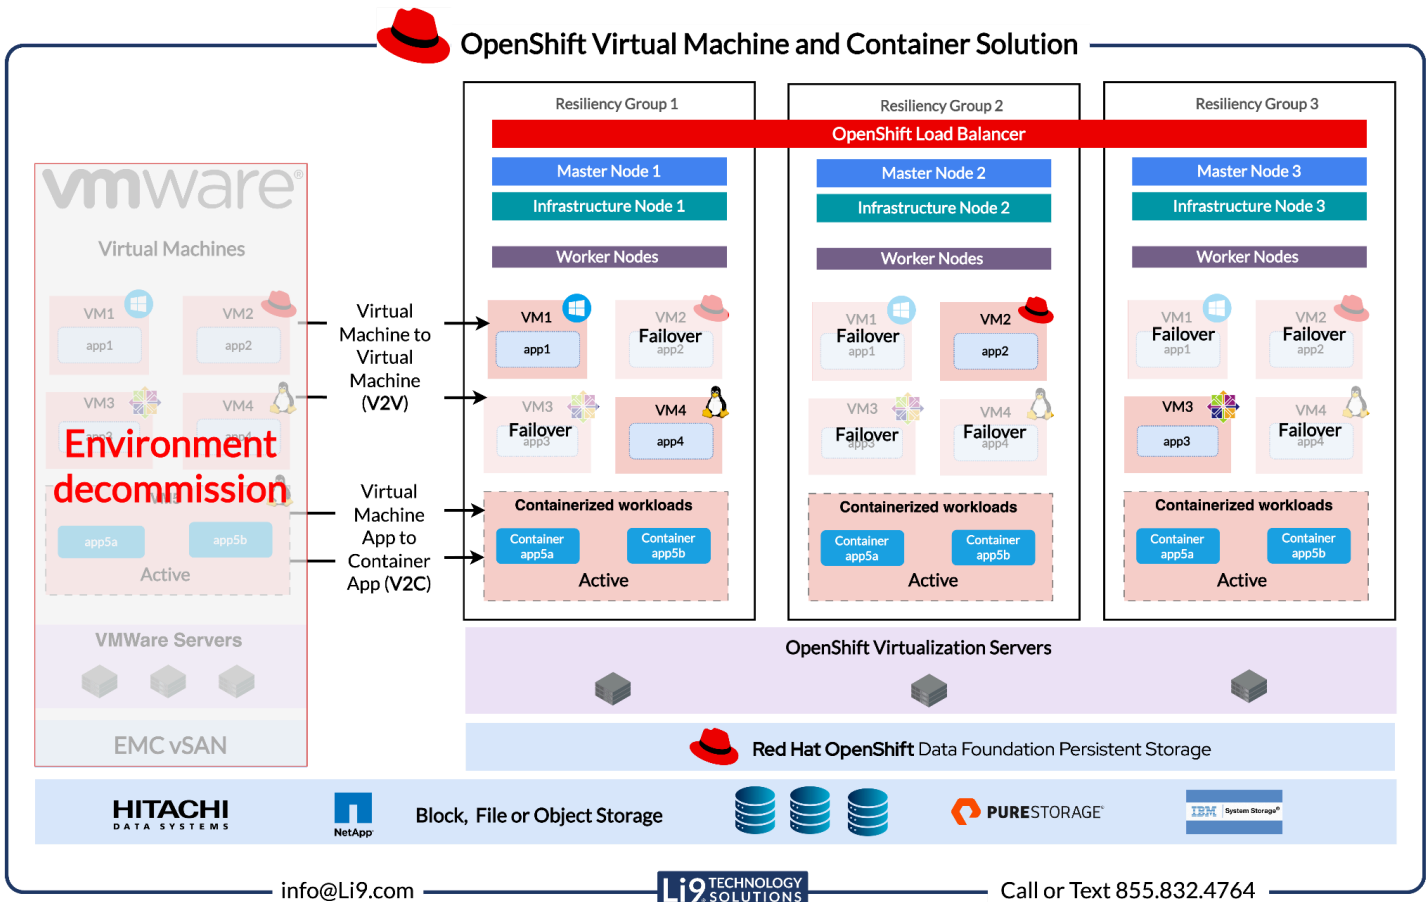 OpenShift Virtual Machine and Container Solution
vmware®
Virtual Machines
VM1
app1
VM2
app2
VM3
app3
VM4
app4
Environment
decommission
VM5
app5a
app5b
Active
VMWare Servers
EMC vSAN
Virtual
Machine to
Virtual
Machine
(V2V)
Virtual
Machine
App to
Container
App (V2C)
OpenShift Load Balancer
Resiliency Group 1
Master Node 1
Infrastructure Node 1
Worker Nodes
VM1
app1
VM2
Failover
app2
VM3
Failover
app3
VM4
app4
Containerized workloads
Container
app5a
Container
app5b
Active
Resiliency Group 2
Master Node 2
Infrastructure Node 2
Worker Nodes
VM1
Failover
app1
VM2
app2
VM3
Failover
app3
VM4
Failover
app4
Containerized workloads
Container
app5a
Container
app5b
Active
Resiliency Group 3
Master Node 3
Infrastructure Node 3
Worker Nodes
VM1
Failover
app1
VM2
Failover
app2
VM3
app3
VM4
Failover
app4
Containerized workloads
Container
app5a
Container
app5b
Active
OpenShift Virtualization Servers
Red Hat OpenShift Data Foundation Persistent Storage
HITACHI
DATA SYSTEMS
NetApp
Block, File or Object Storage
PURESTORAGE
IBM System Storage®
info@Li9.com
Li9 TECHNOLOGY
SOLUTIONS
Call or Text 855.832.4764